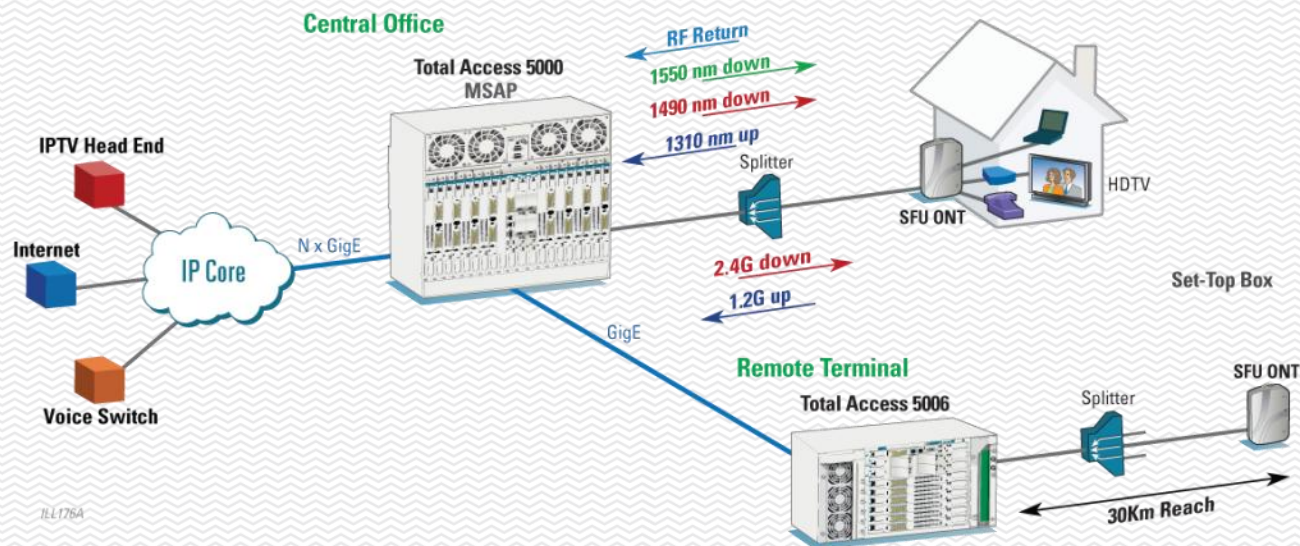 Central Office
Total Access 5000
MSAP
RF Return
1550 nm down
1490 nm down
1310 nm up
IPTV Head End
Splitter
HDTV
SFU ONT
Internet
IP Core
N x GigE
2.4G down
1.2G up
Set-Top Box
GigE
Voice Switch
Remote Terminal
Total Access 5006
Splitter
SFU ONT
30Km Reach
ILL176A